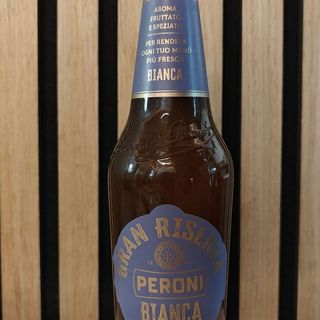 AROMA
FRUTTATO
E SPEZIATO
PER RENDERE
OGNI TUO MENÙ
PIÙ FRESCO
BIANCA
GRAN RISERVA
PERONI
BIANCA